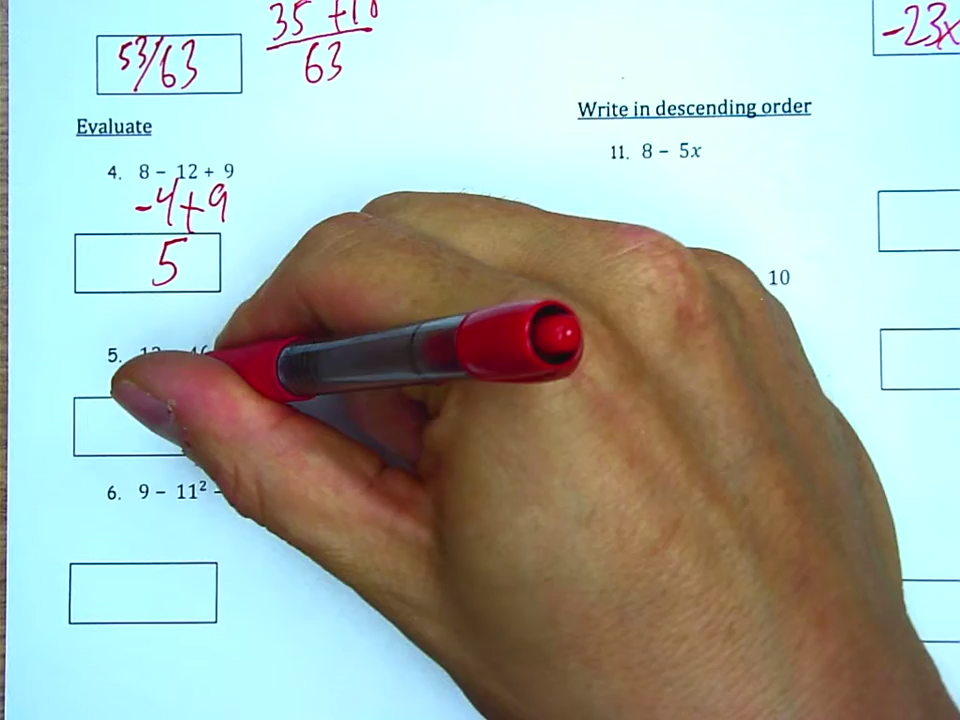 35 + 18
63
53/63
-23x
Evaluate
4. 8 – 12 + 9
-4+9
5
5.
6. 9 – 11² –
Write in descending order
11. 8 – 5x
10